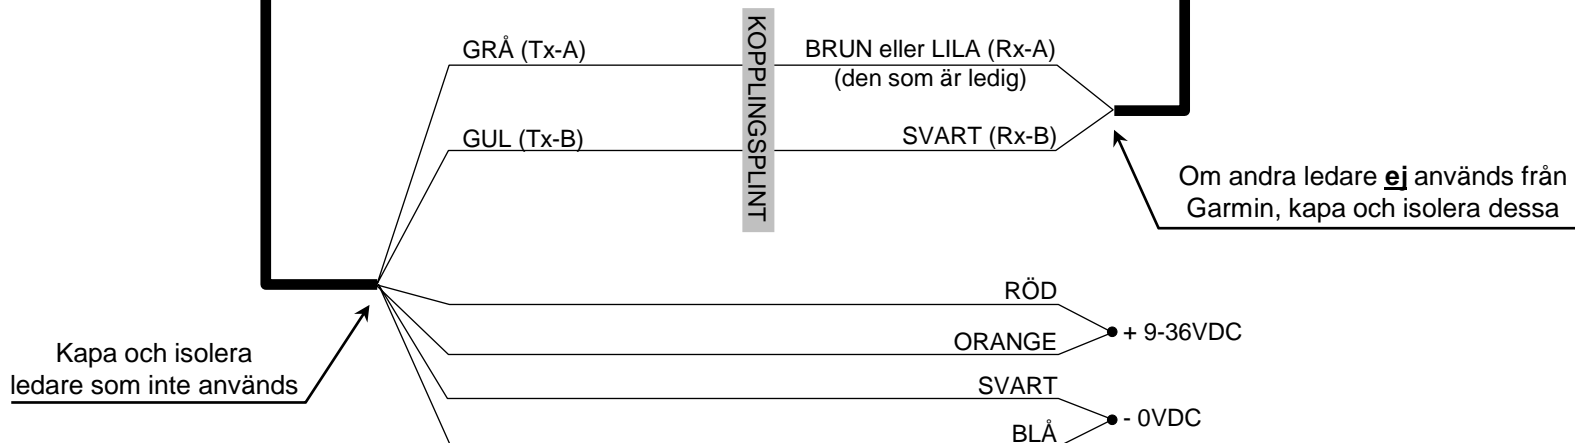 GRÅ (Tx-A)
KOPPLINGSPLINT
BRUN eller LILA (Rx-A)
(den som är ledig)
GUL (Tx-B)
SVART (Rx-B)
Om andra ledare ej används från
Garmin, kapa och isolera dessa
RÖD
+ 9-36VDC
ORANGE
Kapa och isolera
ledare som inte används
SVART
- 0VDC
BLÅ